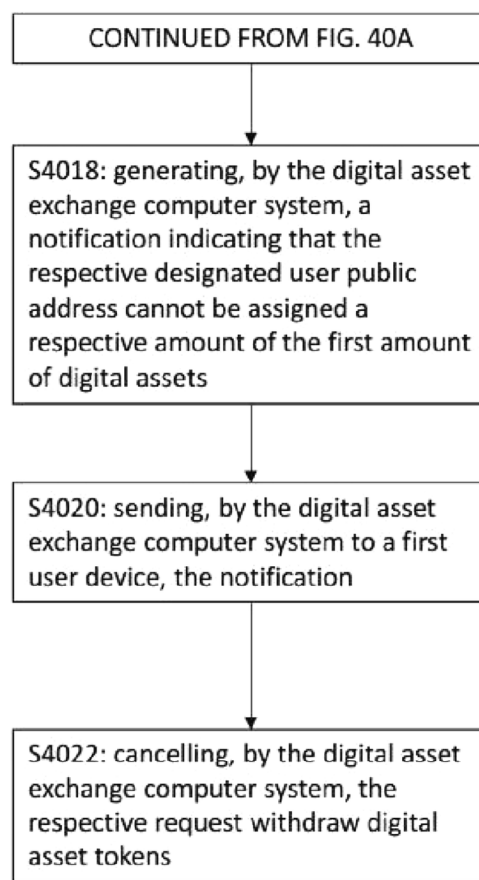 CONTINUED FROM FIG. 40A
S4018: generating, by the digital asset
exchange computer system, a
notification indicating that the
respective designated user public
address cannot be assigned a
respective amount of the first amount
of digital assets
S4020: sending, by the digital asset
exchange computer system to a first
user device, the notification
S4022: cancelling, by the digital asset
exchange computer system, the
respective request withdraw digital
asset tokens